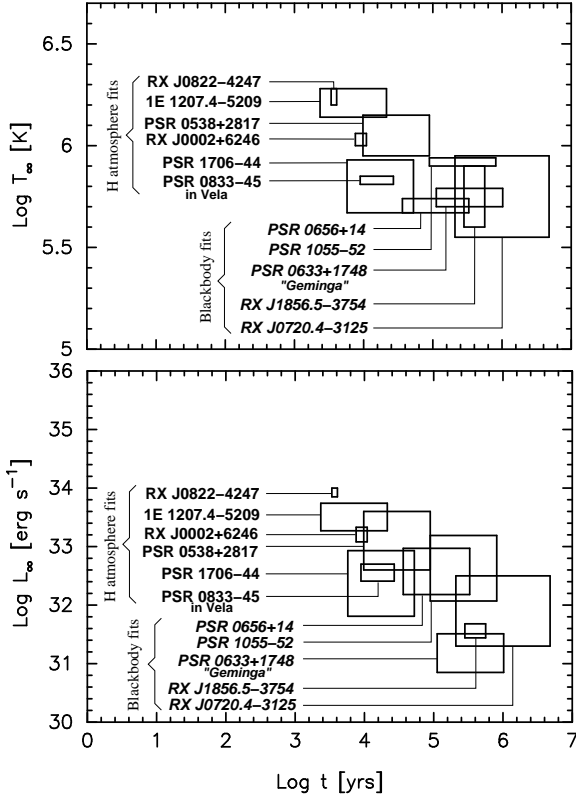 6.5
6
5.5
5
Log T∞ [K]
H atmosphere fits
RX J0822−4247
1E 1207.4−5209
PSR 0538+2817
RX J0002+6246
PSR 1706−44
PSR 0833−45
in Vela
Blackbody fits
PSR 0656+14
PSR 1055−52
PSR 0633+1748
"Geminga"
RX J1856.5−3754
RX J0720.4−3125
36
35
34
33
32
31
30
Log L∞ [erg s⁻¹]
H atmosphere fits
RX J0822−4247
1E 1207.4−5209
RX J0002+6246
PSR 0538+2817
PSR 1706−44
PSR 0833−45
in Vela
Blackbody fits
PSR 0656+14
PSR 1055−52
PSR 0633+1748
"Geminga"
RX J1856.5−3754
RX J0720.4−3125
0 1 2 3 4 5 6 7
Log t [yrs]